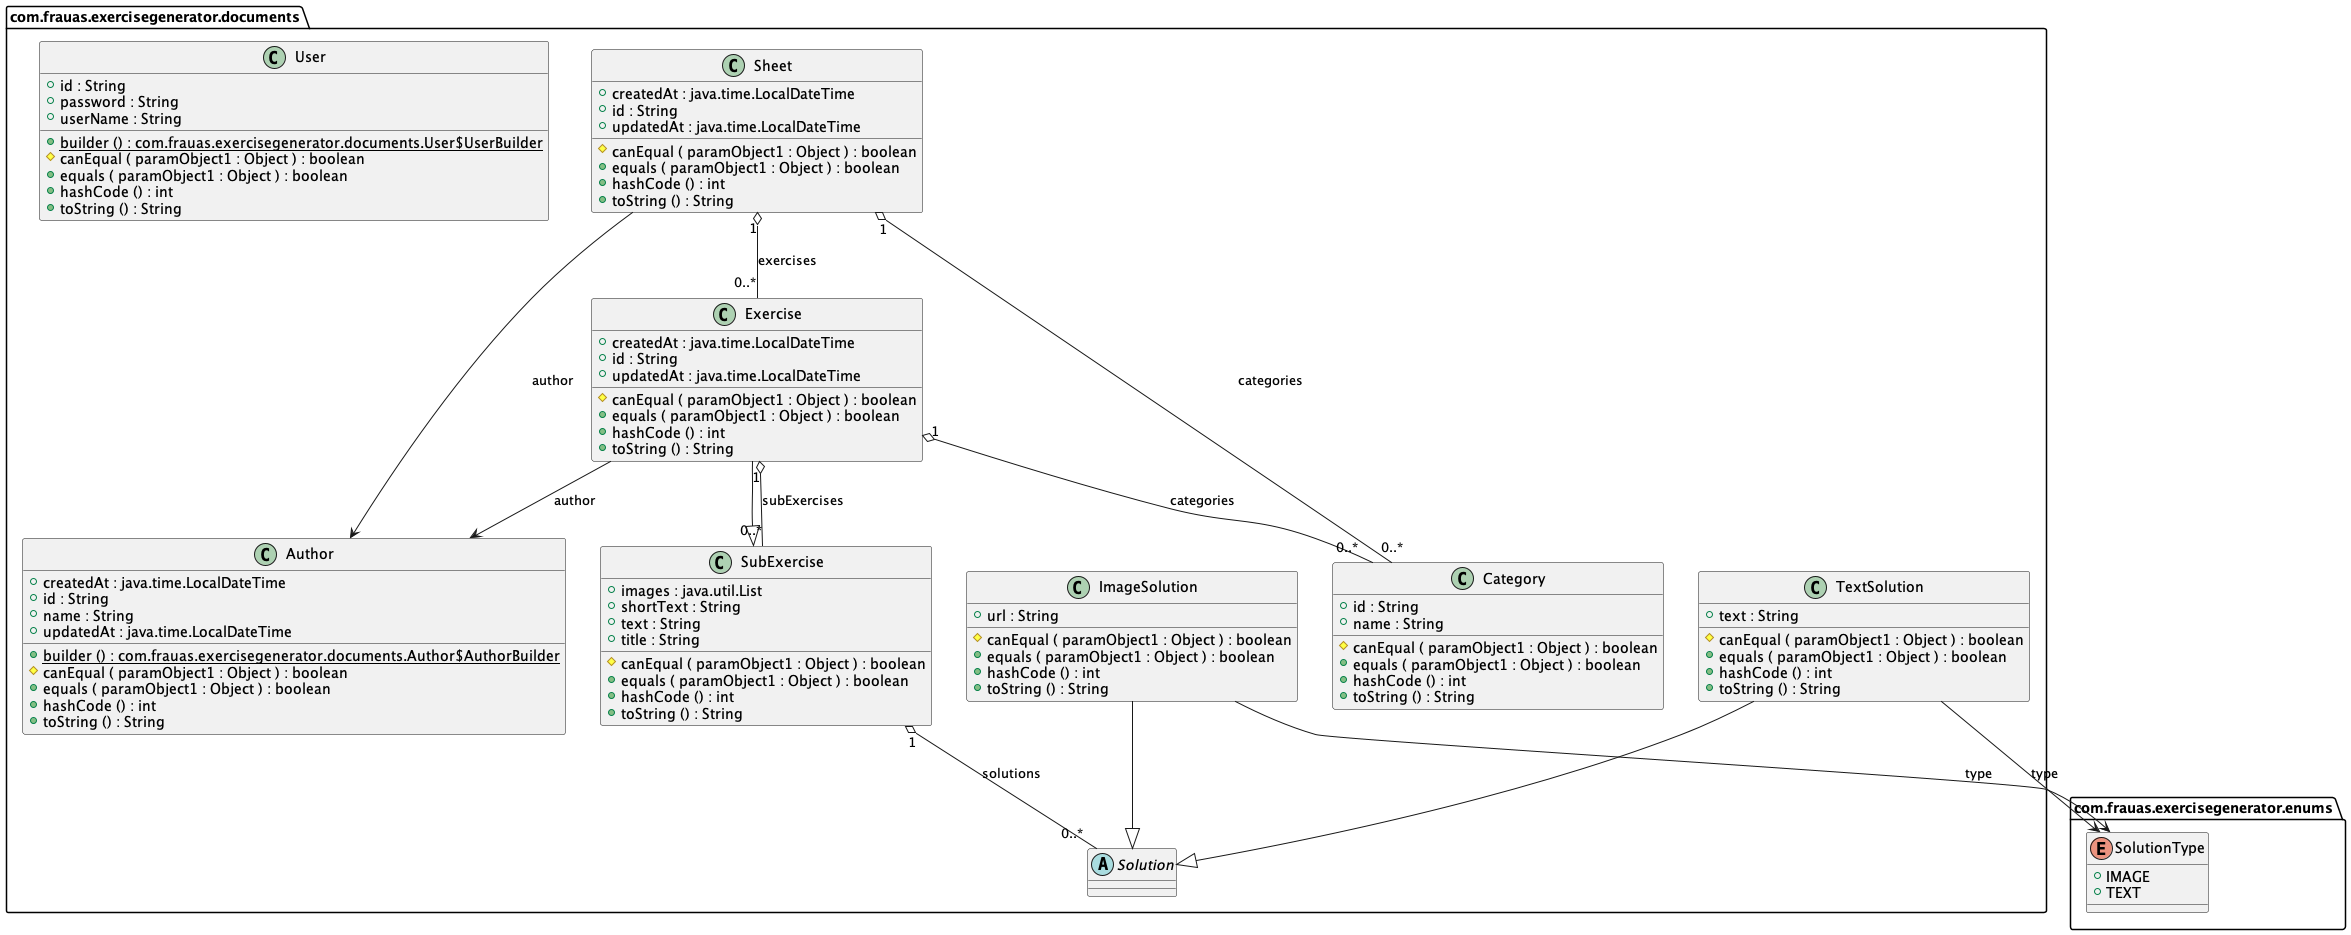 com.frauas.exercisegenerator.documents
C User
id : String
password : String
userName : String
builder () : com.frauas.exercisegenerator.documents.User$UserBuilder
canEqual ( paramObject1 : Object ) : boolean
equals ( paramObject1 : Object ) : boolean
hashCode () : int
toString () : String
C Sheet
createdAt : java.time.LocalDateTime
id : String
updatedAt : java.time.LocalDateTime
canEqual ( paramObject1 : Object ) : boolean
equals ( paramObject1 : Object ) : boolean
hashCode () : int
toString () : String
1
1
exercises
0..*
C Exercise
createdAt : java.time.LocalDateTime
id : String
updatedAt : java.time.LocalDateTime
canEqual ( paramObject1 : Object ) : boolean
equals ( paramObject1 : Object ) : boolean
hashCode () : int
toString () : String
author
categories
1
1
author
subExercises
categories
0..*
0..*
0..*
C Author
createdAt : java.time.LocalDateTime
id : String
name : String
updatedAt : java.time.LocalDateTime
builder () : com.frauas.exercisegenerator.documents.Author$AuthorBuilder
canEqual ( paramObject1 : Object ) : boolean
equals ( paramObject1 : Object ) : boolean
hashCode () : int
toString () : String
C SubExercise
images : java.util.List
shortText : String
text : String
title : String
canEqual ( paramObject1 : Object ) : boolean
equals ( paramObject1 : Object ) : boolean
hashCode () : int
toString () : String
C ImageSolution
url : String
canEqual ( paramObject1 : Object ) : boolean
equals ( paramObject1 : Object ) : boolean
hashCode () : int
toString () : String
C Category
id : String
name : String
canEqual ( paramObject1 : Object ) : boolean
equals ( paramObject1 : Object ) : boolean
hashCode () : int
toString () : String
C TextSolution
text : String
canEqual ( paramObject1 : Object ) : boolean
equals ( paramObject1 : Object ) : boolean
hashCode () : int
toString () : String
1
solutions
type
type
0..*
A Solution
com.frauas.exercisegenerator.enums
E SolutionType
IMAGE
TEXT